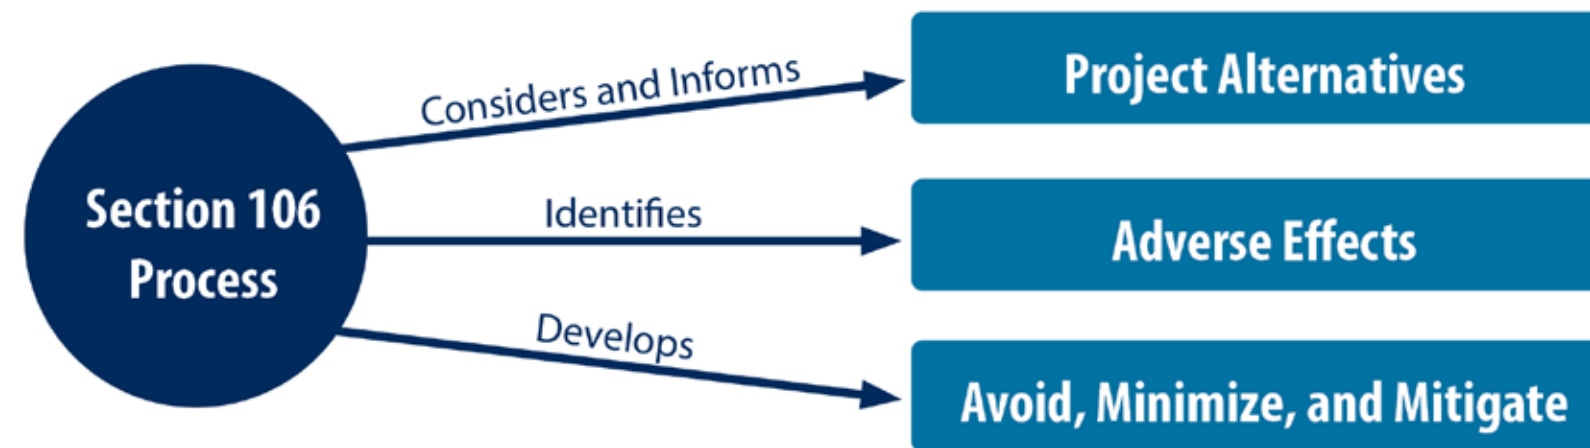 Section 106
Process
Considers and Informs
Project Alternatives
Identifies
Adverse Effects
Develops
Avoid, Minimize, and Mitigate